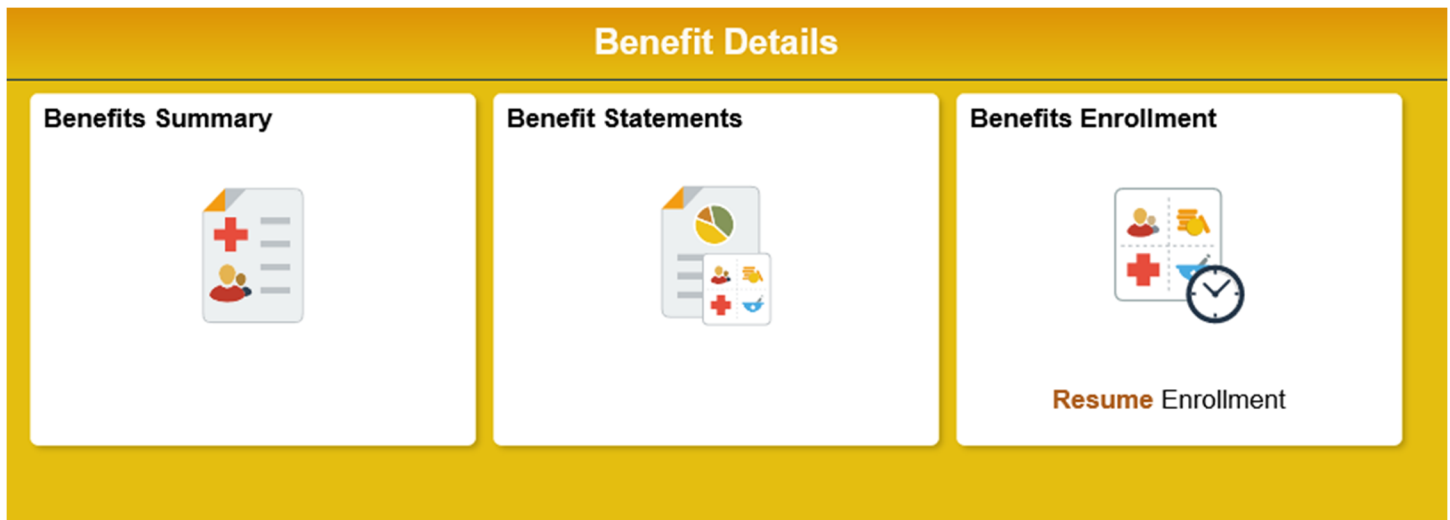 Benefit Details
Benefits Summary
Benefit Statements
Benefits Enrollment
Resume Enrollment